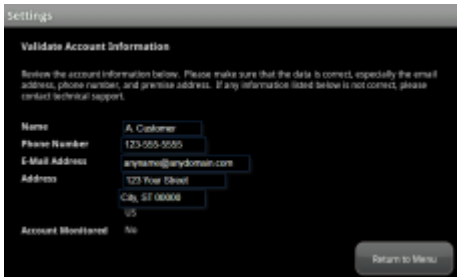 Settings
Validate Account Information
Review the account information below. Please make sure that the data is correct, especially the email
address, phone number, and premise address. If any information listed below is not correct, please
contact technical support.
Name A. Customer
Phone Number 123-555-5555
E-Mail Address anyname@anydomain.com
Address 123 Your Street
City, ST 00000
US
Account Monitored No
Return to Menu